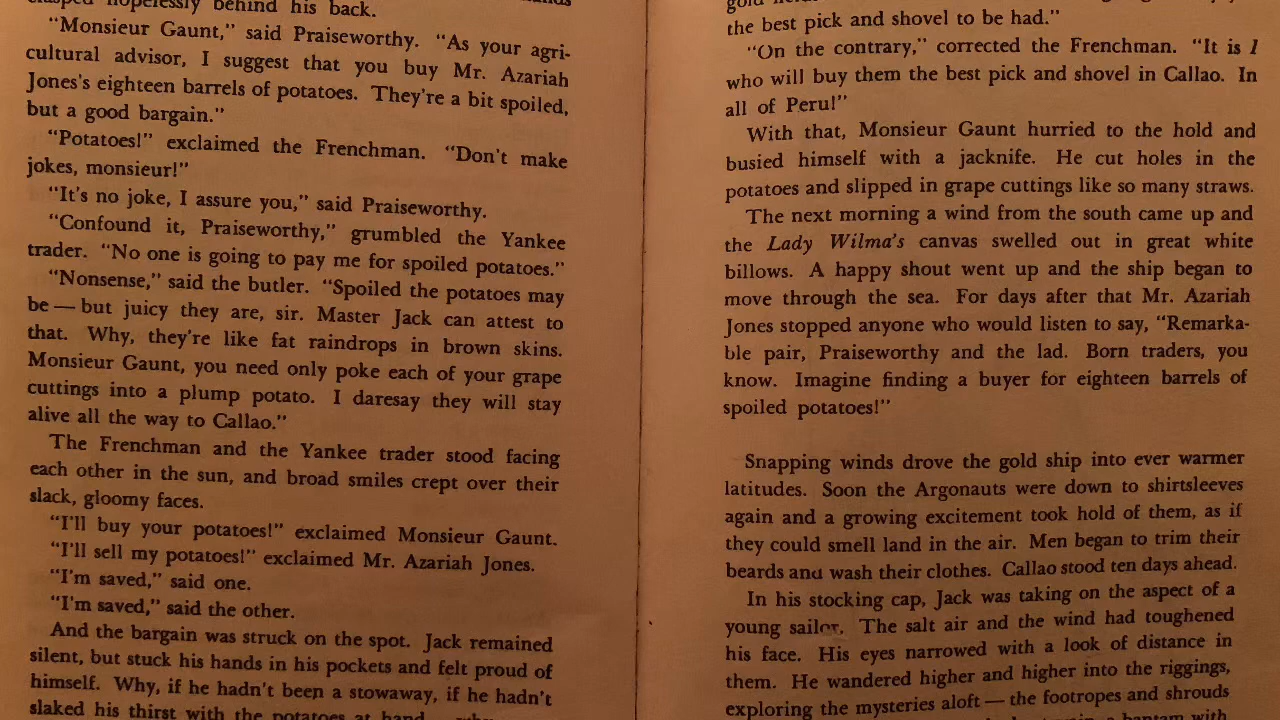 hopelessly behind his back.
"Monsieur Gaunt," said Praiseworthy. "As your agri-
cultural advisor, I suggest that you buy Mr. Azariah
Jones's eighteen barrels of potatoes. They're a bit spoiled,
but a good bargain."
"Potatoes!" exclaimed the Frenchman. "Don't make
jokes, monsieur!"
"It's no joke, I assure you," said Praiseworthy.
"Confound it, Praiseworthy," grumbled the Yankee
trader. "No one is going to pay me for spoiled potatoes."
"Nonsense," said the butler. "Spoiled the potatoes may
be — but juicy they are, sir. Master Jack can attest to
that. Why, they're like fat raindrops in brown skins.
Monsieur Gaunt, you need only poke each of your grape
cuttings into a plump potato. I daresay they will stay
alive all the way to Callao."
The Frenchman and the Yankee trader stood facing
each other in the sun, and broad smiles crept over their
slack, gloomy faces.
"I'll buy your potatoes!" exclaimed Monsieur Gaunt.
"I'll sell my potatoes!" exclaimed Mr. Azariah Jones.
"I'm saved," said one.
"I'm saved," said the other.
And the bargain was struck on the spot. Jack remained
silent, but stuck his hands in his pockets and felt proud of
himself. Why, if he hadn't been a stowaway, if he hadn't
slaked his thirst with the potatoes at hand
gold
the best pick and shovel to be had."
"On the contrary," corrected the Frenchman. "It is I
who will buy them the best pick and shovel in Callao. In
all of Peru!"
With that, Monsieur Gaunt hurried to the hold and
busied himself with a jacknife. He cut holes in the
potatoes and slipped in grape cuttings like so many straws.
The next morning a wind from the south came up and
the Lady Wilma's canvas swelled out in great white
billows. A happy shout went up and the ship began to
move through the sea. For days after that Mr. Azariah
Jones stopped anyone who would listen to say, "Remarka-
ble pair, Praiseworthy and the lad. Born traders, you
know. Imagine finding a buyer for eighteen barrels of
spoiled potatoes!"
Snapping winds drove the gold ship into ever warmer
latitudes. Soon the Argonauts were down to shirtsleeves
again and a growing excitement took hold of them, as if
they could smell land in the air. Men began to trim their
beards and wash their clothes. Callao stood ten days ahead.
In his stocking cap, Jack was taking on the aspect of a
young sailor. The salt air and the wind had toughened
his face. His eyes narrowed with a look of distance in
them. He wandered higher and higher into the riggings,
exploring the mysteries aloft — the footropes and shrouds
a bantam with